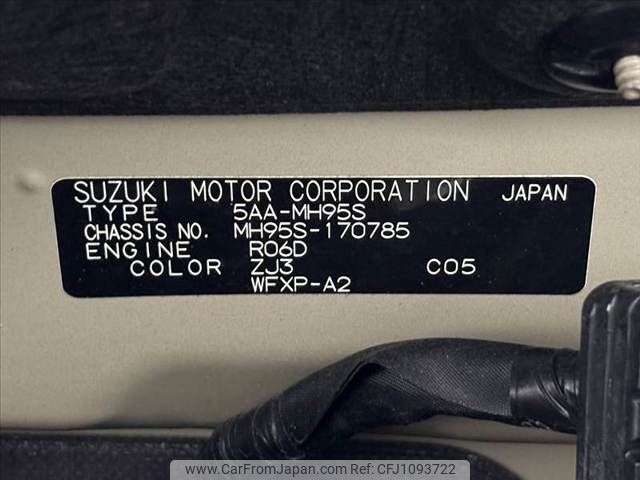 SUZUKI MOTOR CORPORATION JAPAN
TYPE 5AA-MH95S
CHASSIS NO. MH95S-170785
ENGINE R06D
COLOR ZJ3 C05
WFXP-A2
www.CarFromJapan.com | Ref:CFJ1093722